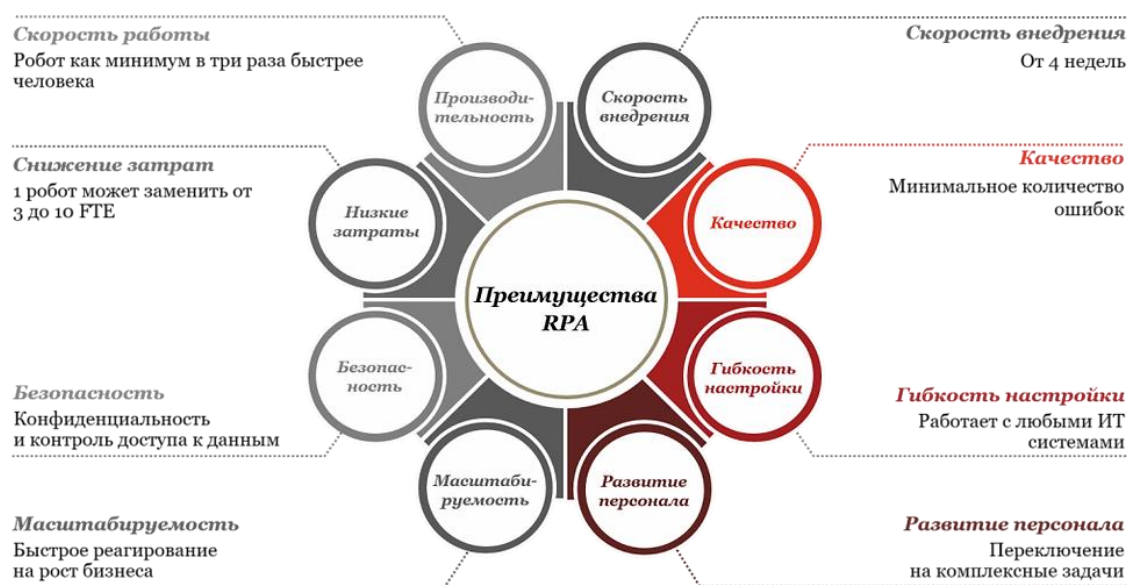 Скорость работы
Робот как минимум в три раза быстрее
человека
Снижение затрат
1 робот может заменить от
3 до 10 FTE
Безопасность
Конфиденциальность
и контроль доступа к данным
Масштабируемость
Быстрое реагирование
на рост бизнеса
Производи-
тельность
Скорость
внедрения
Низкие
затраты
Качество
Преимущества
RPA
Безопас-
ность
Гибкость
настройки
Масштаби-
руемость
Развитие
персонала
Скорость внедрения
От 4 недель
Качество
Минимальное количество
ошибок
Гибкость настройки
Работает с любыми ИТ
системами
Развитие персонала
Переключение
на комплексные задачи